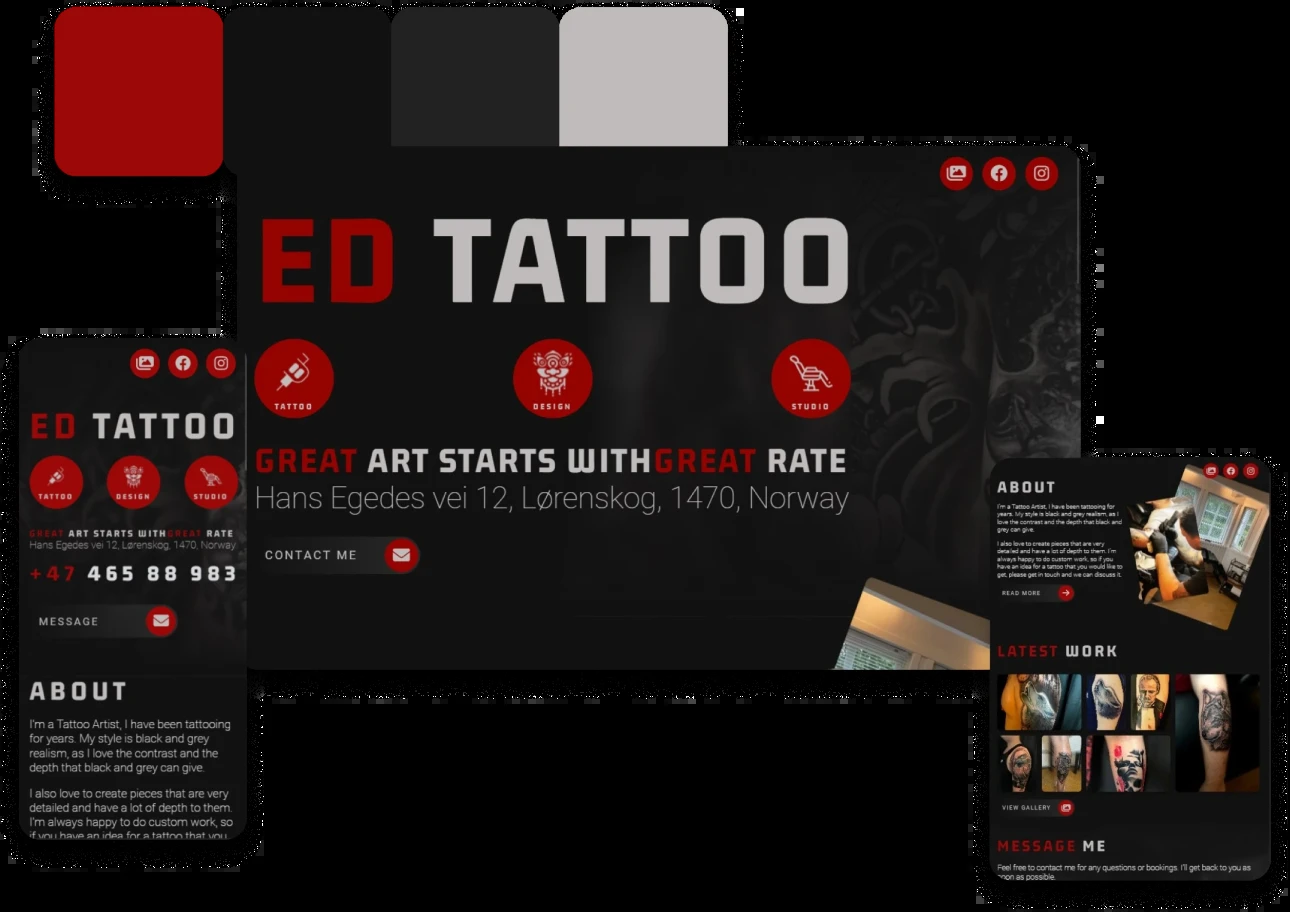 ED TATTOO
TATTOO
DESIGN
STUDIO
GREAT ART STARTS WITHGREAT RATE
Hans Egedes vei 12, Lørenskog, 1470, Norway
CONTACT ME
ED TATTOO
TATTOO
DESIGN
STUDIO
GREAT ART STARTS WITHGREAT RATE
Hans Egedes vei 12, Lørenskog, 1470, Norway
+47 465 88 983
MESSAGE
ABOUT
I'm a Tattoo Artist, I have been tattooing
for years. My style is black and grey
realism, as I love the contrast and the
depth that black and grey can give.
I also love to create pieces that are very
detailed and have a lot of depth to them.
I'm always happy to do custom work, so
if you have an idea for a tattoo that you
ABOUT
I'm a Tattoo Artist, I have been tattooing for
years. My style is black and grey realism, as I
love the contrast and the depth that black and
grey can give.
I also love to create pieces that are very
detailed and have a lot of depth to them. I'm
always happy to do custom work, so if you
have an idea for a tattoo that you would like to
get, please get in touch and we can discuss it.
READ MORE
LATEST WORK
VIEW GALLERY
MESSAGE ME
Feel free to contact me for any questions or bookings. I'll get back to you as
soon as possible.